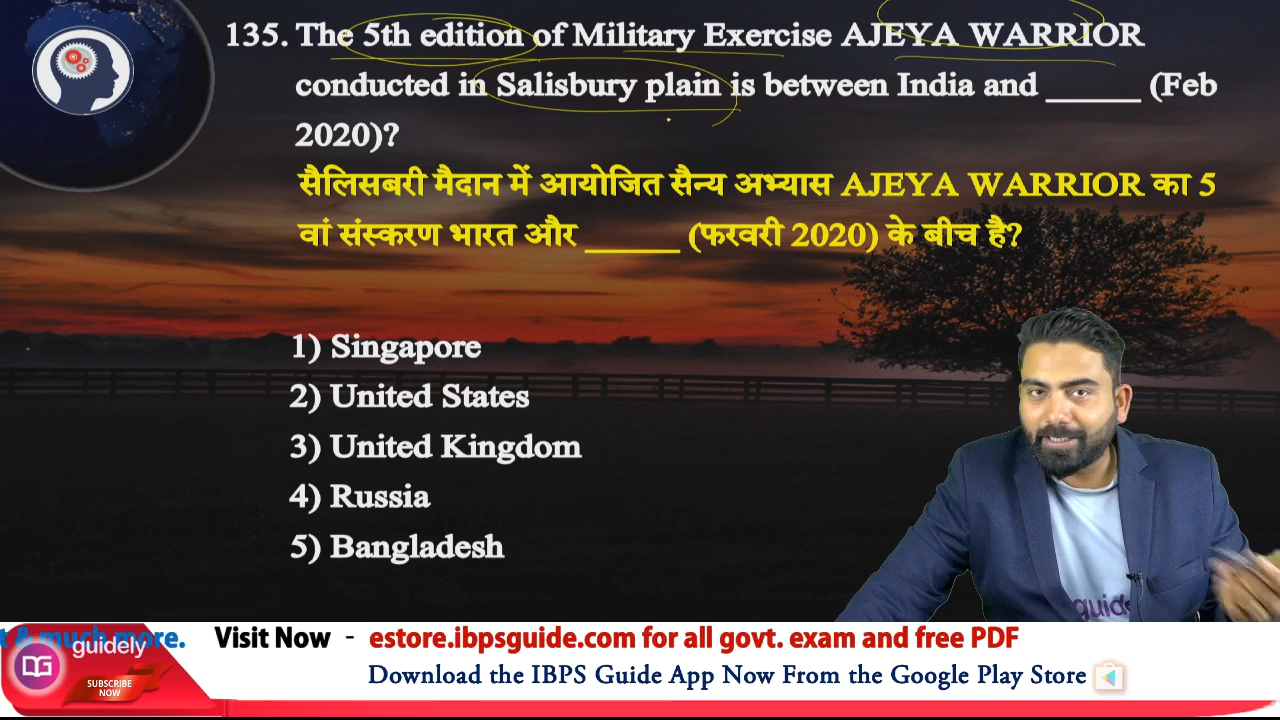 135. The 5th edition of Military Exercise AJEYA WARRIOR
conducted in Salisbury plain is between India and ______ (Feb
2020)?
सैलिसबरी मैदान में आयोजित सैन्य अभ्यास AJEYA WARRIOR का 5
वां संस्करण भारत और ______ (फरवरी 2020) के बीच है?
1) Singapore
2) United States
3) United Kingdom
4) Russia
5) Bangladesh
guide
t & much more. Visit Now - estore.ibpsguide.com for all govt. exam and free PDF
guidely
Download the IBPS Guide App Now From the Google Play Store
SUBSCRIBE
NOW